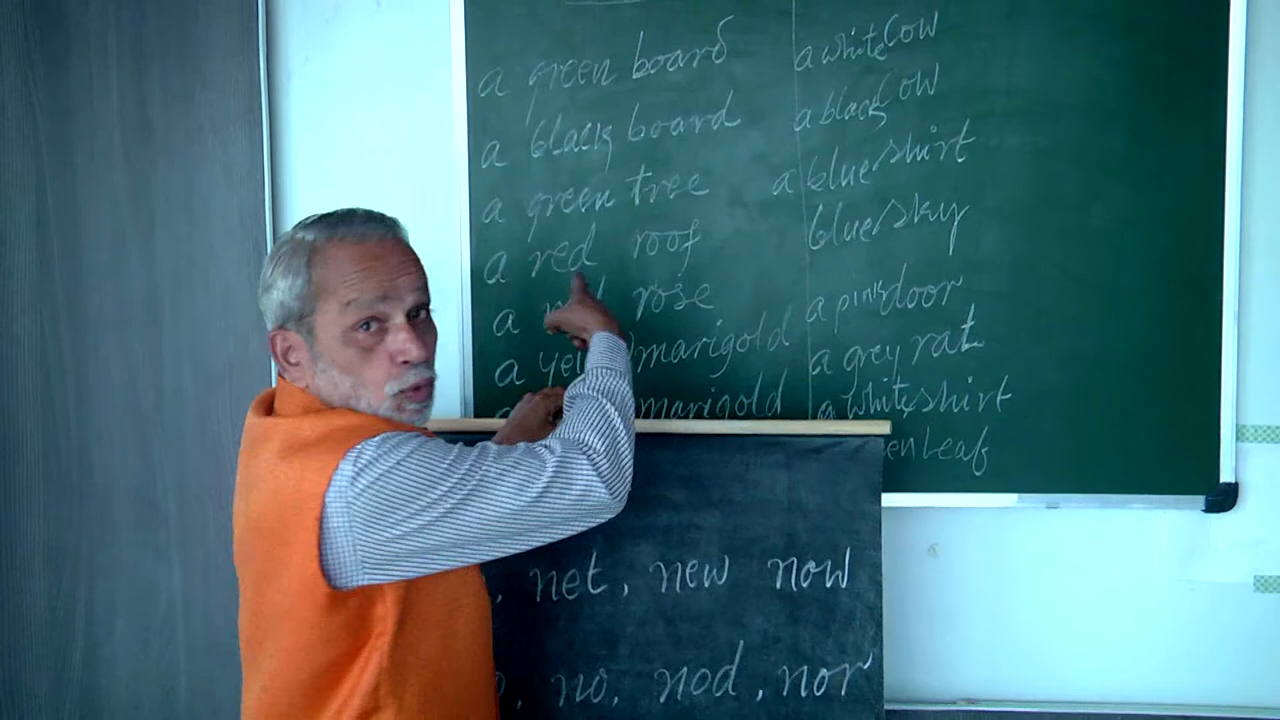 a green board
a black board
a green tree
a red roof
a red rose
a marigold
marigold
a white cow
a black cow
a blue shirt
blue sky
a pink door
a grey rat
a white shirt
leaf
net, new now
no, nod, nor